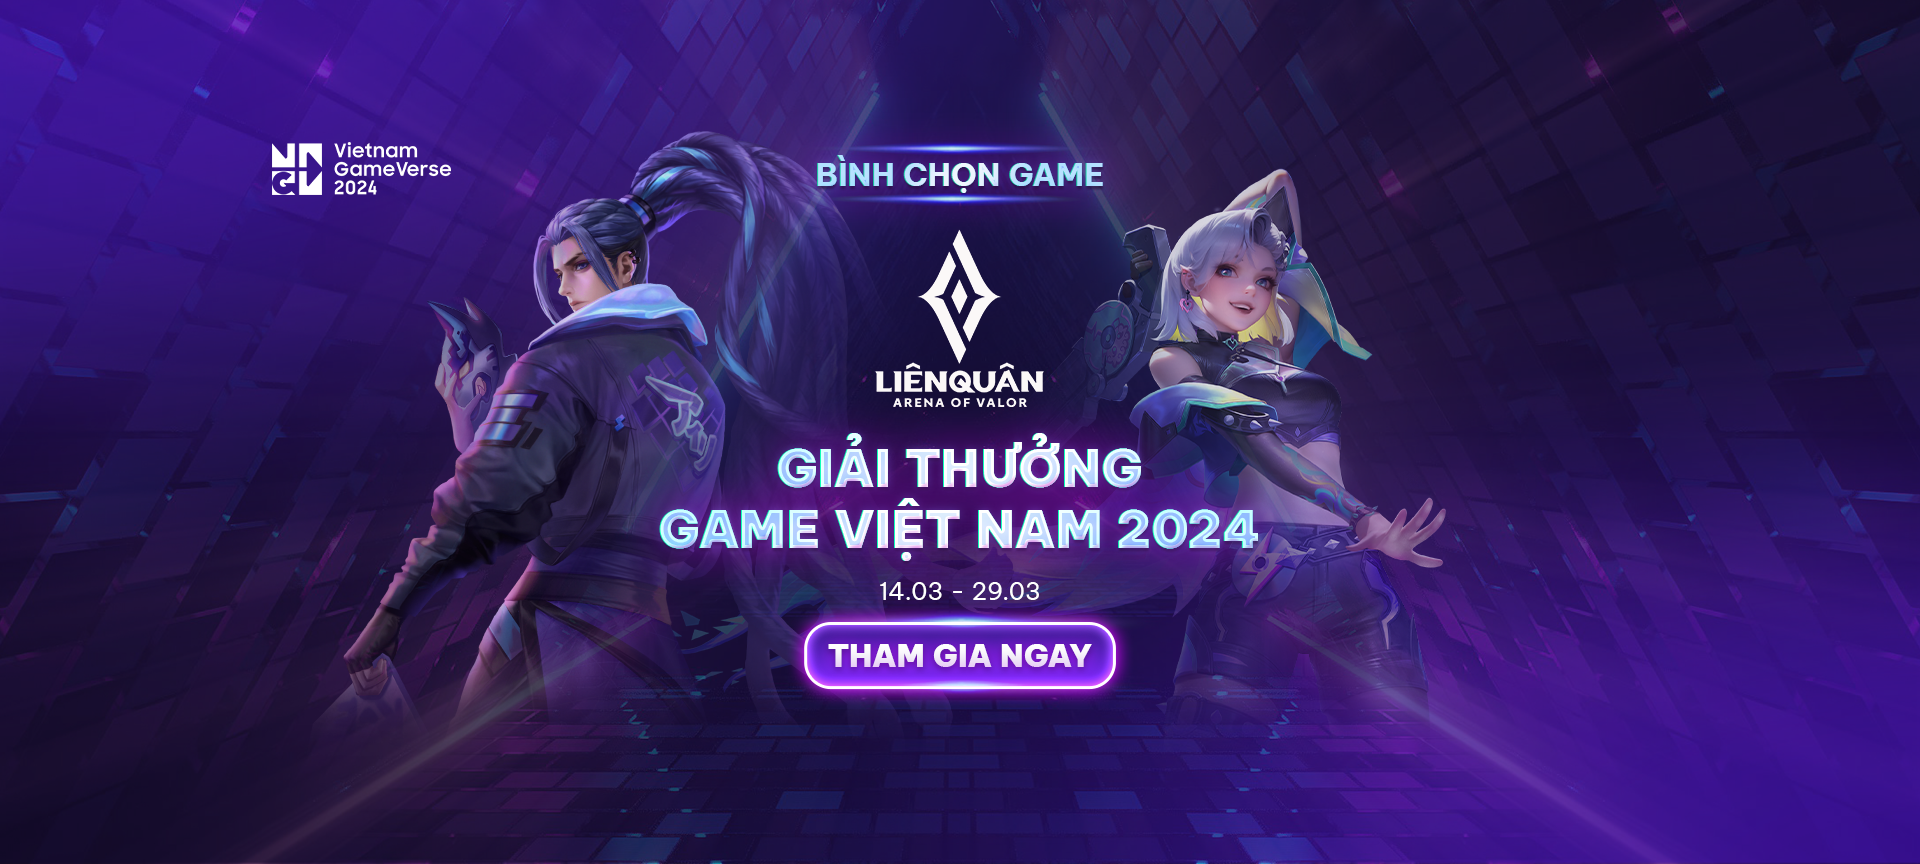 Vietnam
GameVerse
2024
BÌNH CHỌN GAME
LIÊNQUÂN
ARENA OF VALOR
GIẢI THƯỞNG
GAME VIỆT NAM 2024
14.03 - 29.03
THAM GIA NGAY